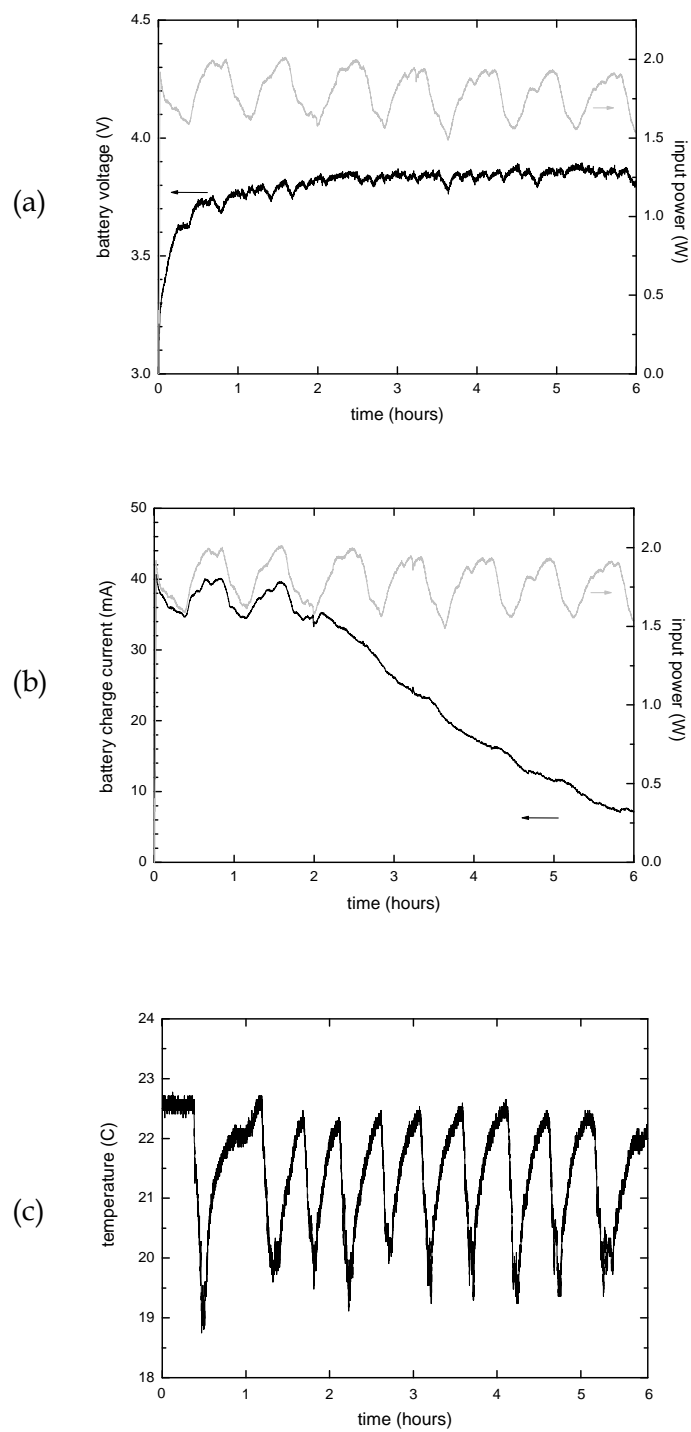 (a)
battery voltage (V)
4.5
4.0
3.5
3.0
2.0
1.5
1.0
0.5
0.0
input power (W)
0 1 2 3 4 5 6
time (hours)
(b)
battery charge current (mA)
50
40
30
20
10
0
2.0
1.5
1.0
0.5
0.0
input power (W)
0 1 2 3 4 5 6
time (hours)
(c)
temperature (C)
24
23
22
21
20
19
18
0 1 2 3 4 5 6
time (hours)